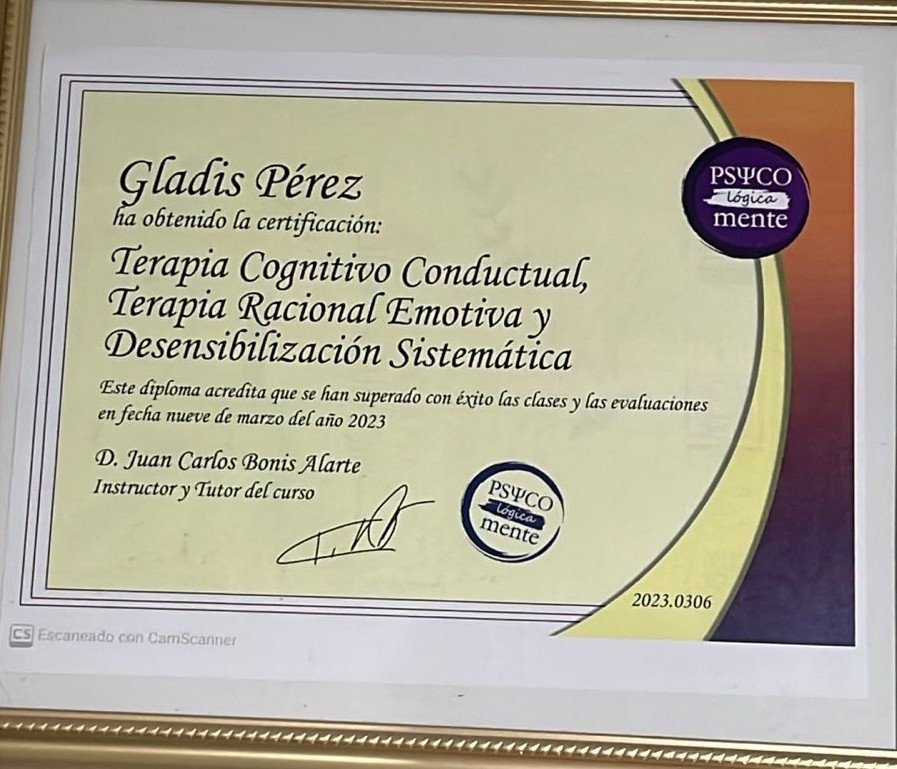 Gladis Pérez
ha obtenido la certificación:
Terapia Cognitivo Conductual,
Terapia Racional Emotiva y
Desensibilización Sistemática
Este diploma acredita que se han superado con éxito las clases y las evaluaciones
en fecha nueve de marzo del año 2023
D. Juan Carlos Bonis Alarte
Instructor y Tutor del curso
PSΨCO
lógica
mente
PSΨCO
lógica
mente
2023.0306
CS Escaneado con CamScanner